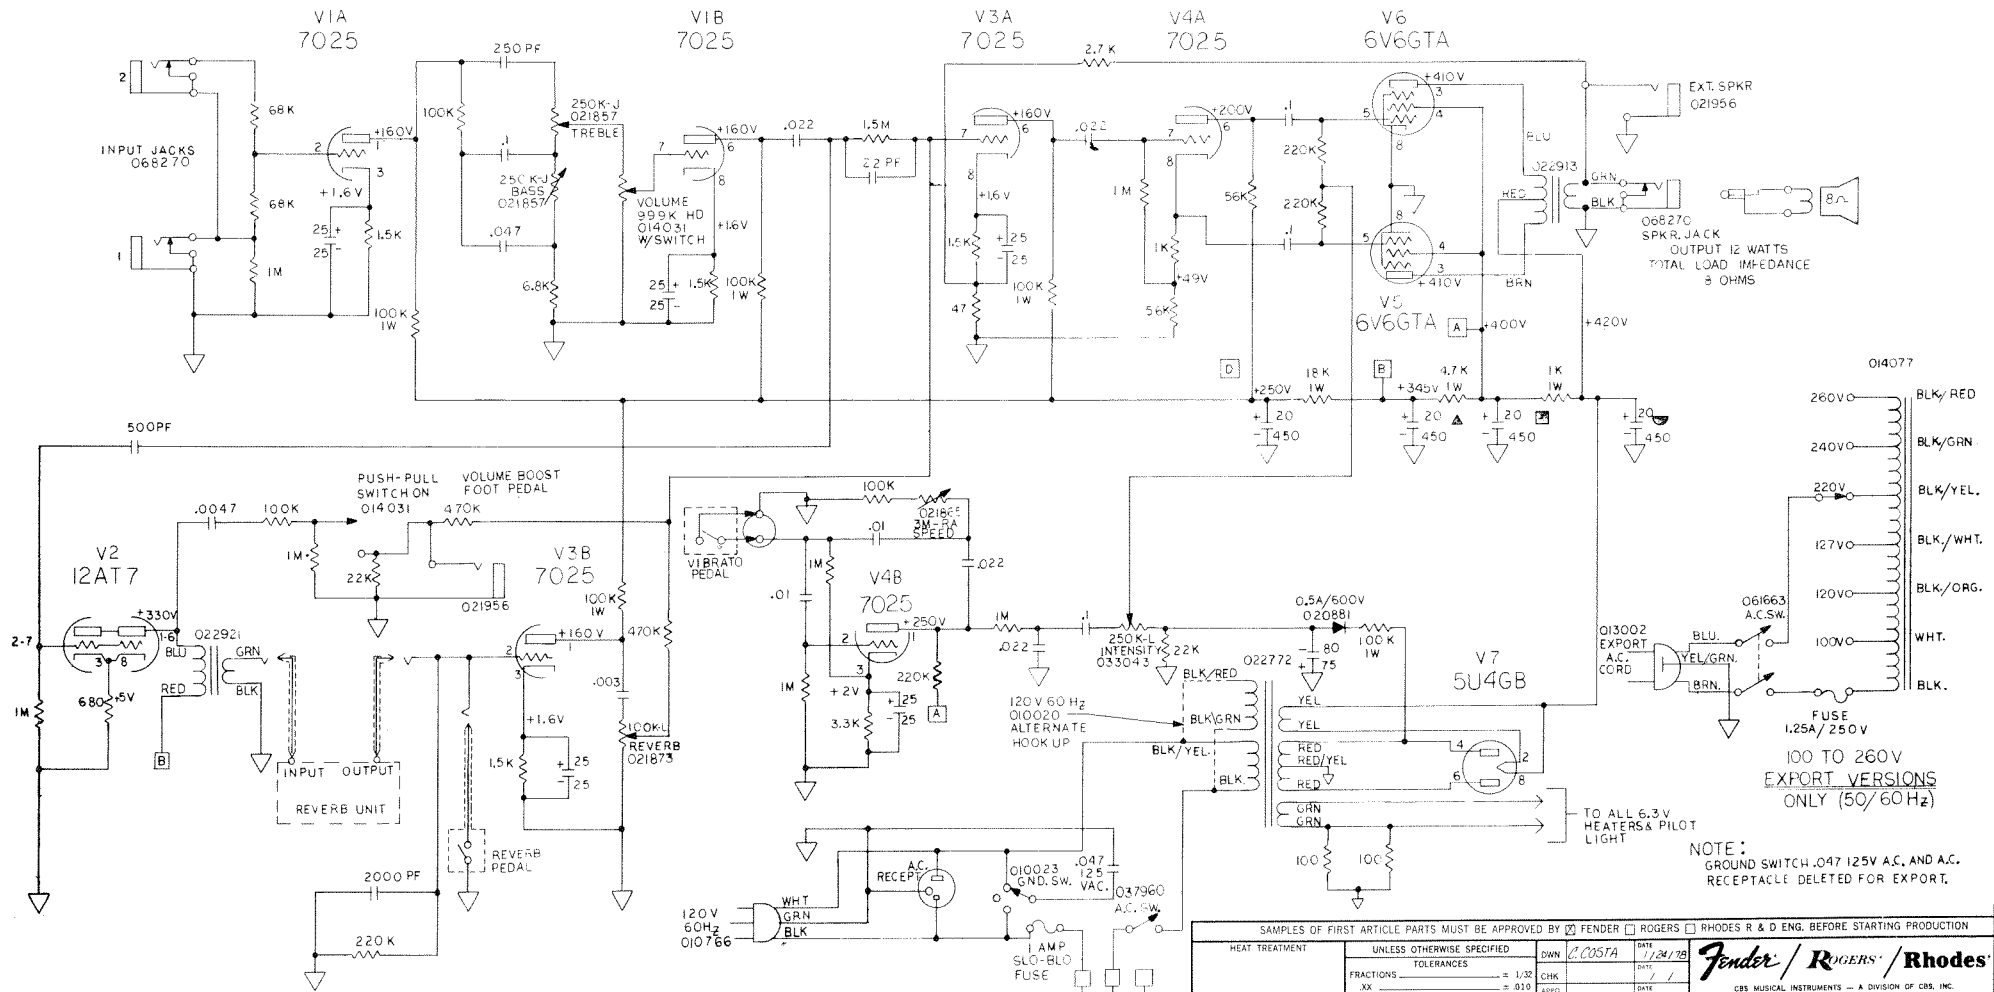 V1A
7025
V1B
7025
V3A
7025
V4A
7025
V6
6V6GTA
2
68K
INPUT JACKS
068270
68K
1
1M
2
+160V
1
3
+1.6V
25 +
25 -
1.5K
100K
1W
100K
250 PF
250K-J
021857
TREBLE
.1
250K-J
BASS
021857
.047
6.8K
VOLUME
999K HD
014031
W/SWITCH
7
+160V
6
8
+1.6V
25 +
25 -
1.5K
100K
1W
.022
1.5M
22 PF
7
+160V
6
8
+1.6V
1.5K
+ 25
- 25
47
100K
1W
2.7 K
.022
7
+200V
6
8
1M
1K
+49V
56K
56K
.1
.1
220K
220K
5
+410V
3
4
8
8
5
4
3
+410V
V5
6V6GTA
BLU
RED
BRN
022913
GRN
BLK
EXT. SPKR
021956
068270
SPKR. JACK
OUTPUT 12 WATTS
TOTAL LOAD IMPEDANCE
8 OHMS
8Ω
A
+400V
+420V
D
+250V
18K
1W
B
+345V
4.7K
1W
1K
1W
+ 20
- 450
+ 20
- 450
+ 20
- 450
+ 20
- 450
014077
260V
BLK/RED
240V
BLK/GRN
220V
BLK/YEL.
127V
BLK./WHT.
120V
BLK/ORG.
100V
WHT.
BLK.
061663
A.C.SW.
013002
EXPORT
A.C.
CORD
BLU.
YEL/GRN.
BRN.
FUSE
1.25A/250V
100 TO 260V
EXPORT VERSIONS
ONLY (50/60Hz)
500PF
.0047
100K
PUSH-PULL
SWITCH ON
014031
VOLUME BOOST
FOOT PEDAL
470K
1M
22K
021956
V2
12AT7
+330V
1-6
2-7
3
8
680
+5V
1M
022921
BLU
RED
GRN
BLK
B
INPUT
OUTPUT
REVERB UNIT
REVERB
PEDAL
2000 PF
220K
V3B
7025
2
+160V
1
3
+1.6V
1.5K
+ 25
25
100K
1W
470K
.003
100K-L
REVERB
021873
VIBRATO
PEDAL
100K
3M-RA
SPEED
.01
.022
.01
1M
V4B
7025
2
+250V
1
3
+2V
1M
3.3K
+ 25
- 25
220K
A
1M
.022
.1
250K-L
INTENSITY
033043
22K
0.5A/600V
020881
80
75
100K
1W
V7
5U4GB
022772
BLK/RED
BLK/GRN
BLK/YEL.
BLK.
120V 60 Hz
010020
ALTERNATE
HOOK UP
YEL
YEL
RED
RED/YEL
RED
GRN
GRN
4
6
2
8
TO ALL 6.3V
HEATERS & PILOT
LIGHT
100
100
A.C.
RECEPT
010023
GND. SW.
.047
125
VAC.
037960
A.C. SW.
120V
60Hz
010766
WHT
GRN
BLK
1 AMP
SLO-BLO
FUSE
NOTE:
GROUND SWITCH .047 125V A.C. AND A.C.
RECEPTACLE DELETED FOR EXPORT.
SAMPLES OF FIRST ARTICLE PARTS MUST BE APPROVED BY ☒ FENDER ☐ ROGERS ☐ RHODES R & D ENG. BEFORE STARTING PRODUCTION
HEAT TREATMENT
UNLESS OTHERWISE SPECIFIED
TOLERANCES
FRACTIONS = 1/32
.XX = .010
DWN C. COSTA
DATE 1/24/78
CHK
DATE / /
DATE
Fender / ROGERS / Rhodes
CBS MUSICAL INSTRUMENTS — A DIVISION OF CBS, INC.